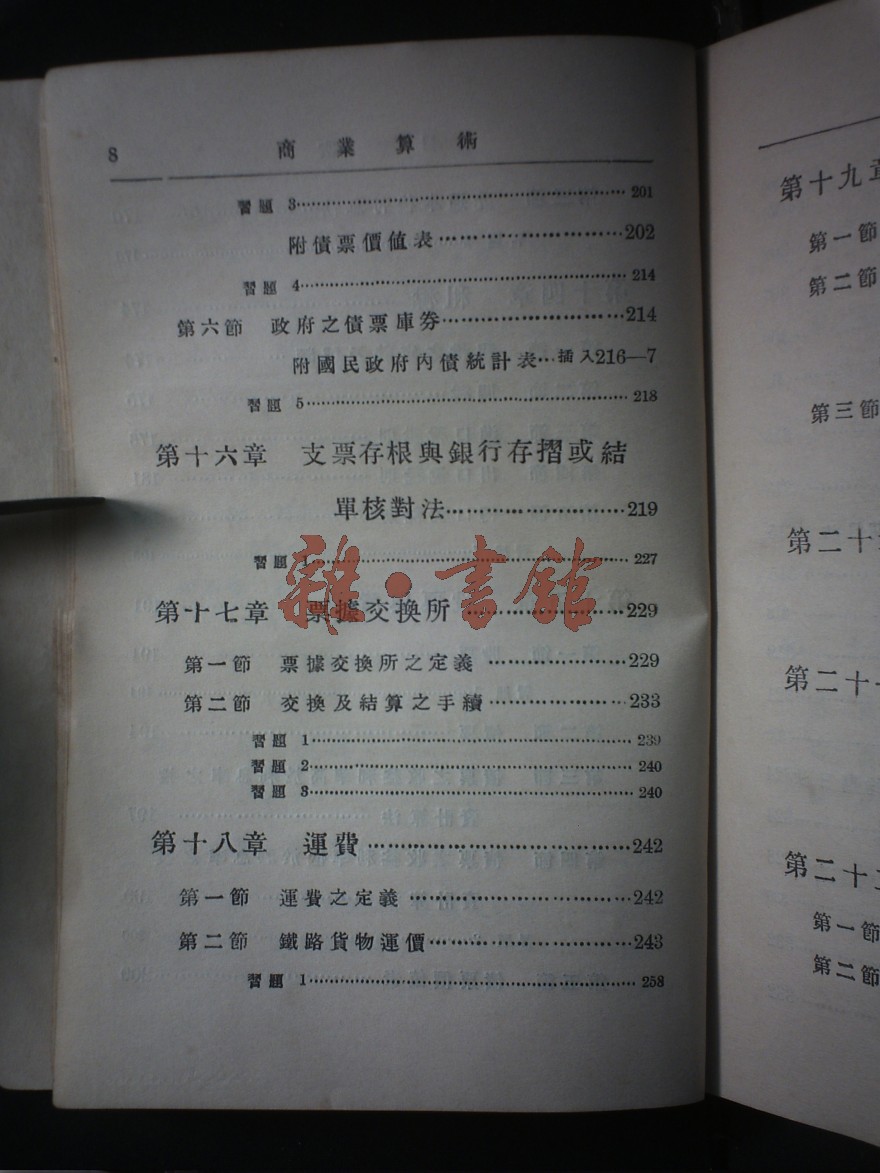 8 商業算術
習題 3……201
附債票價值表……202
習題 4……214
第六節 政府之債票庫券……214
附國民政府內債統計表…插入216—7
習題 5……218
第十六章 支票存根與銀行存摺或結
單核對法……219
習題 1……227
第十七章 票據交換所……229
第一節 票據交換所之定義……229
第二節 交換及結算之手續……233
習題 1……239
習題 2……240
習題 3……240
第十八章 運費……242
第一節 運費之定義……242
第二節 鐵路貨物運價……243
習題 1……258
雜·書館
第十九章
第一節
第二節
第三節
第二十
第二十
第二十
第一節
第二節